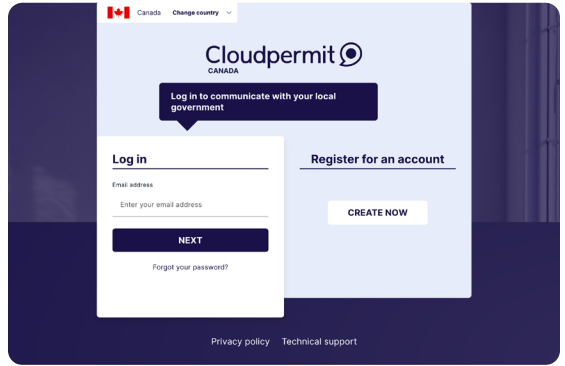 Canada Change country
Cloudpermit
CANADA
Log in to communicate with your local
government
Log in
Email address
Enter your email address
NEXT
Forgot your password?
Register for an account
CREATE NOW
Privacy policy Technical support